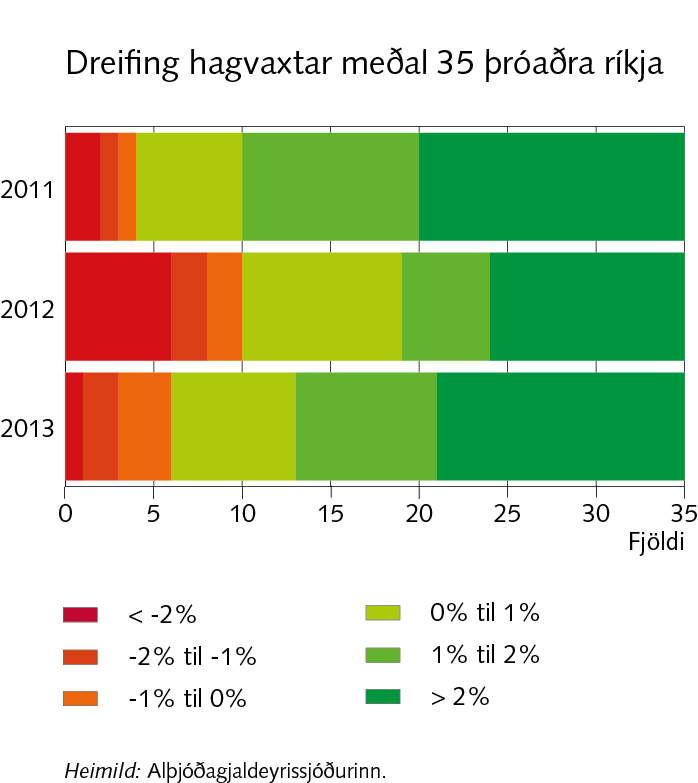 Dreifing hagvaxtar meðal 35 þróaðra ríkja
2011
2012
2013
0 5 10 15 20 25 30 35
Fjöldi
< -2%
-2% til -1%
-1% til 0%
0% til 1%
1% til 2%
> 2%
Heimild: Alþjóðagjaldeyrissjóðurinn.